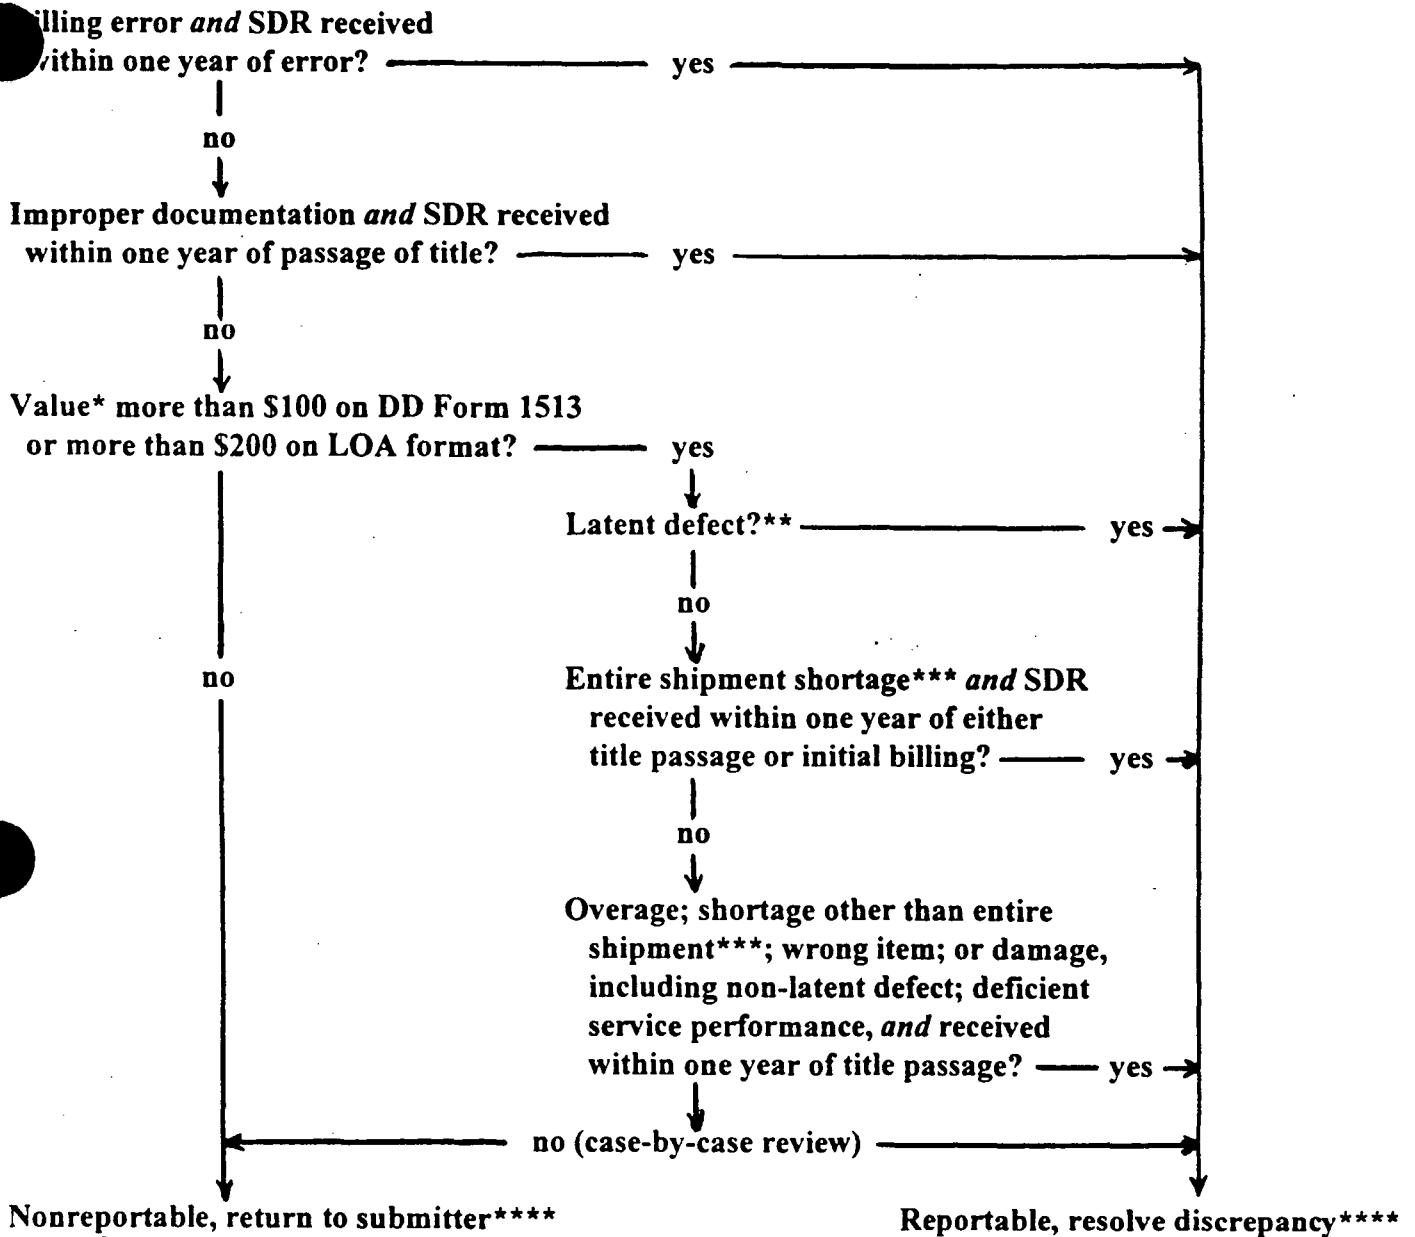 illing error and SDR received
within one year of error? yes
no
Improper documentation and SDR received
within one year of passage of title? yes
no
Value* more than $100 on DD Form 1513
or more than $200 on LOA format? yes
Latent defect?** yes
no
Entire shipment shortage*** and SDR
no
received within one year of either
title passage or initial billing? yes
no
Overage; shortage other than entire
shipment***; wrong item; or damage,
including non-latent defect; deficient
service performance, and received
within one year of title passage? yes
no (case-by-case review)
Nonreportable, return to submitter****
Reportable, resolve discrepancy****